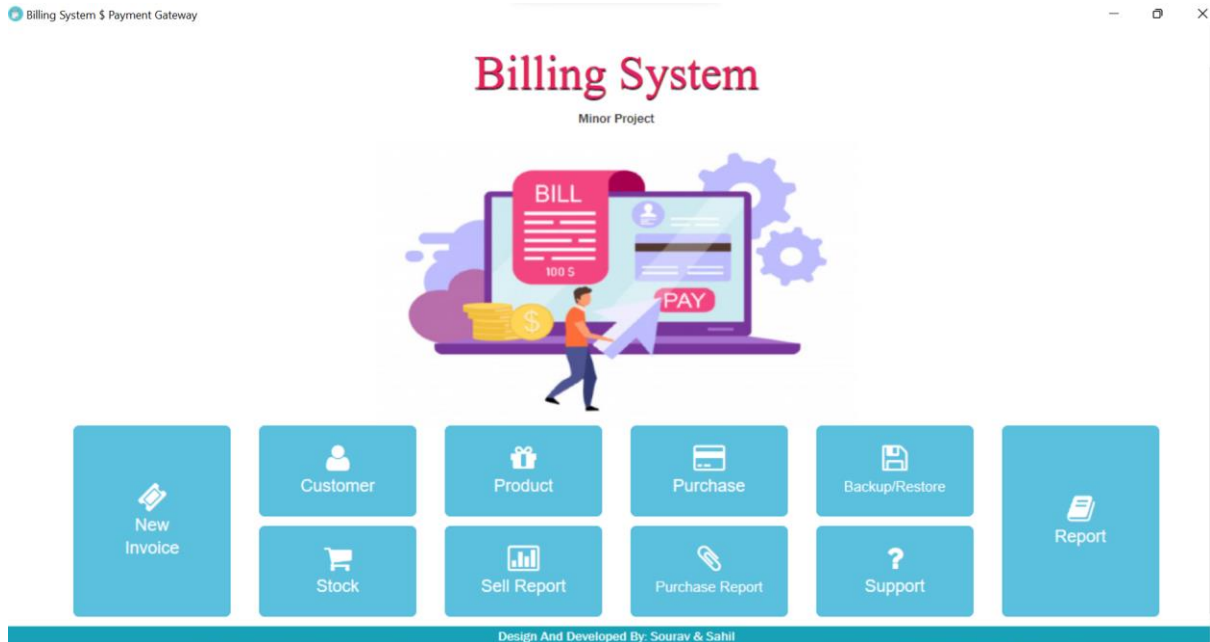 Billing System $ Payment Gateway
Billing System
Minor Project
BILL
100 $
PAY
$
New
Invoice
Customer
Product
Purchase
Backup/Restore
Report
Stock
Sell Report
Purchase Report
Support
Design And Developed By: Sourav & Sahil